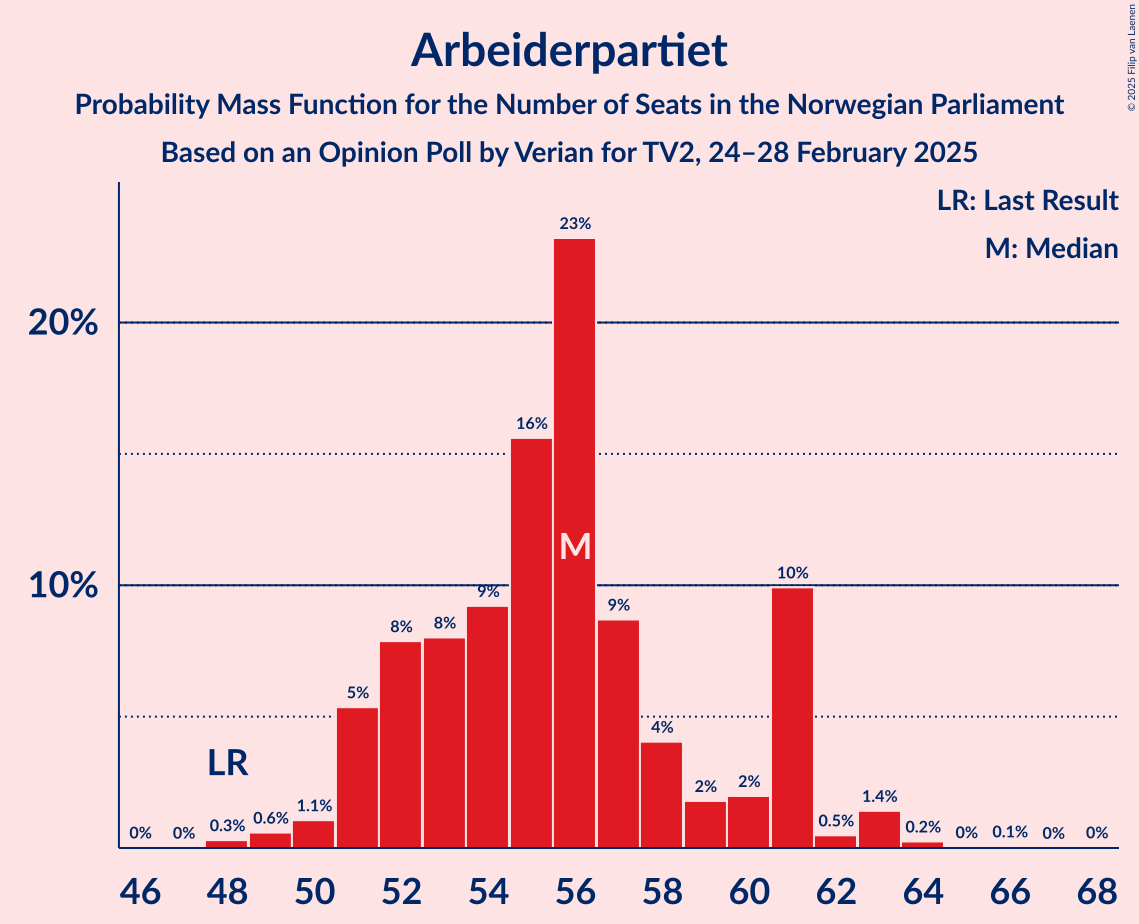 Arbeiderpartiet
Probability Mass Function for the Number of Seats in the Norwegian Parliament
Based on an Opinion Poll by Verian for TV2, 24–28 February 2025
© 2025 Filip van Laenen
LR: Last Result
M: Median
20%
10%
0% 0% 0.3% 0.6% 1.1% 5% 8% 8% 9% 16% 23% 9% 4% 2% 2% 10% 0.5% 1.4% 0.2% 0% 0.1% 0% 0%
LR
M
46 48 50 52 54 56 58 60 62 64 66 68